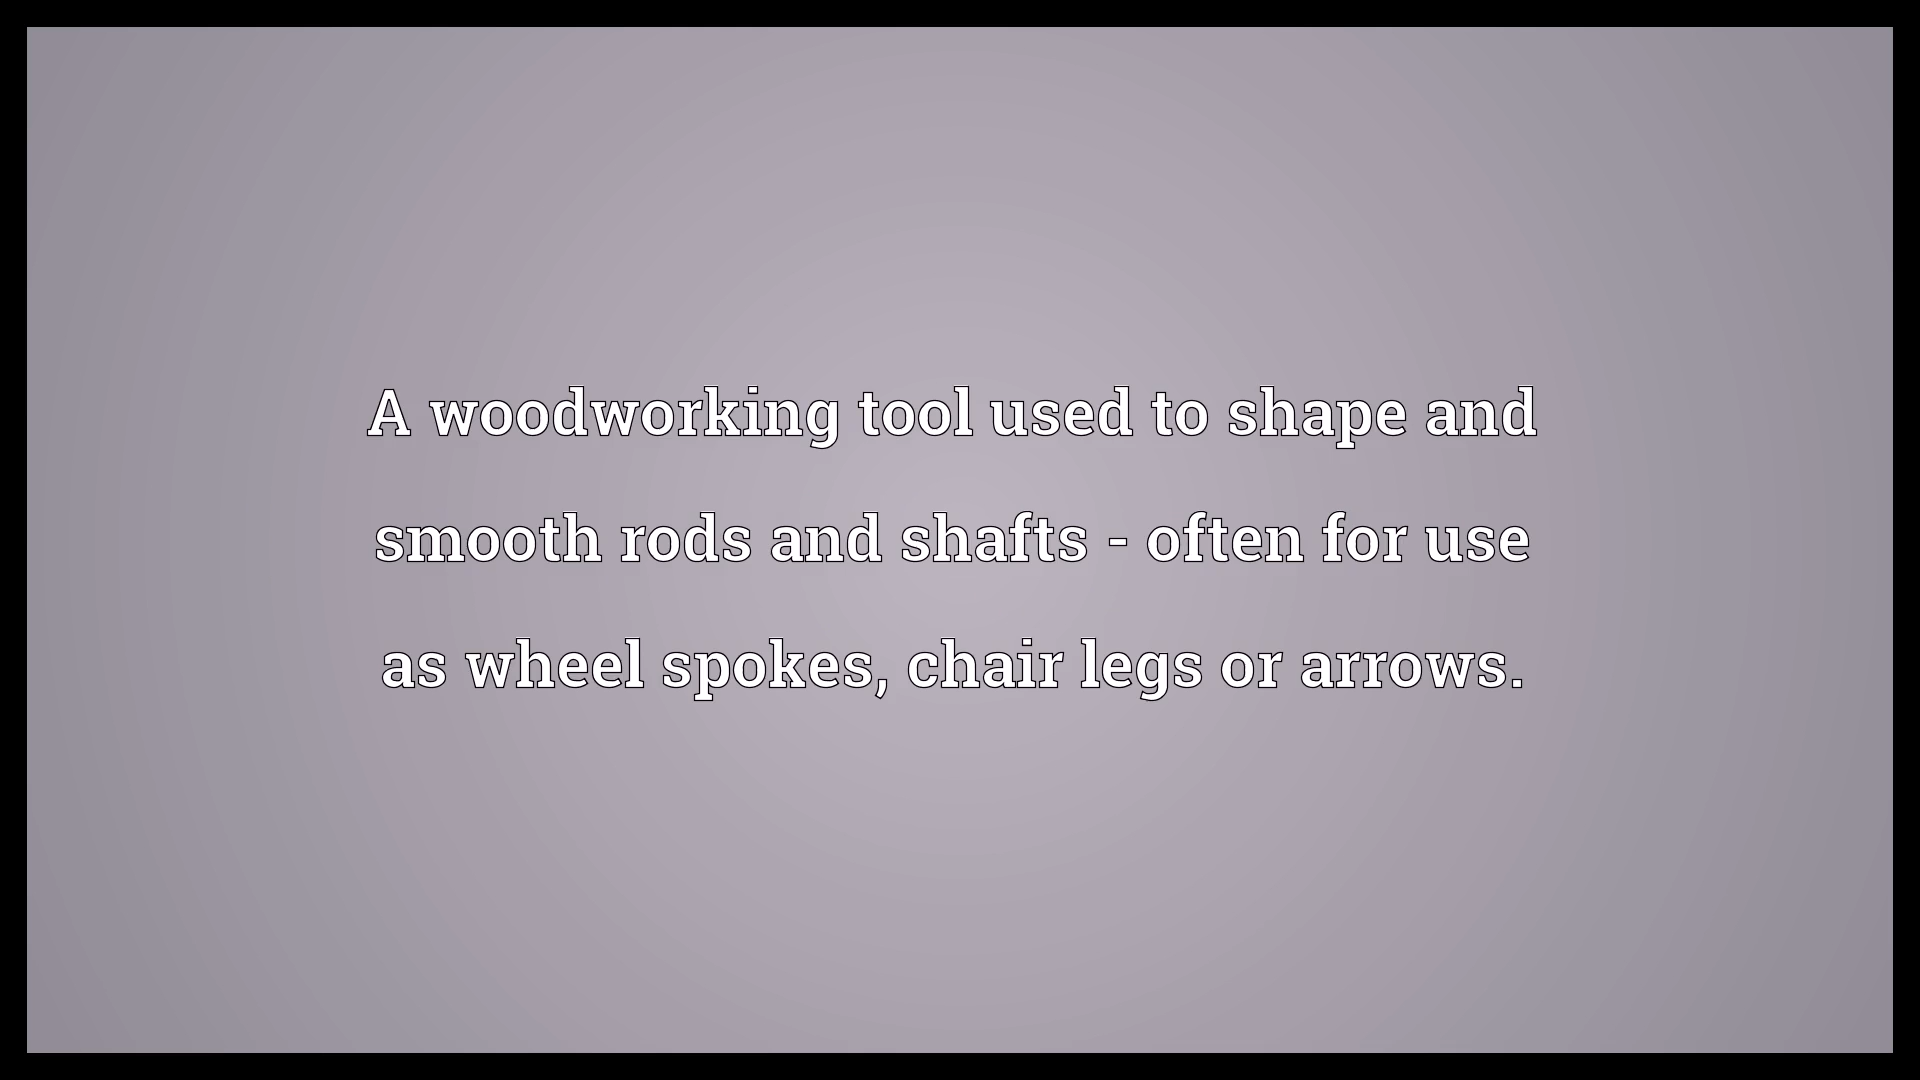 A woodworking tool used to shape and
smooth rods and shafts - often for use
as wheel spokes, chair legs or arrows.